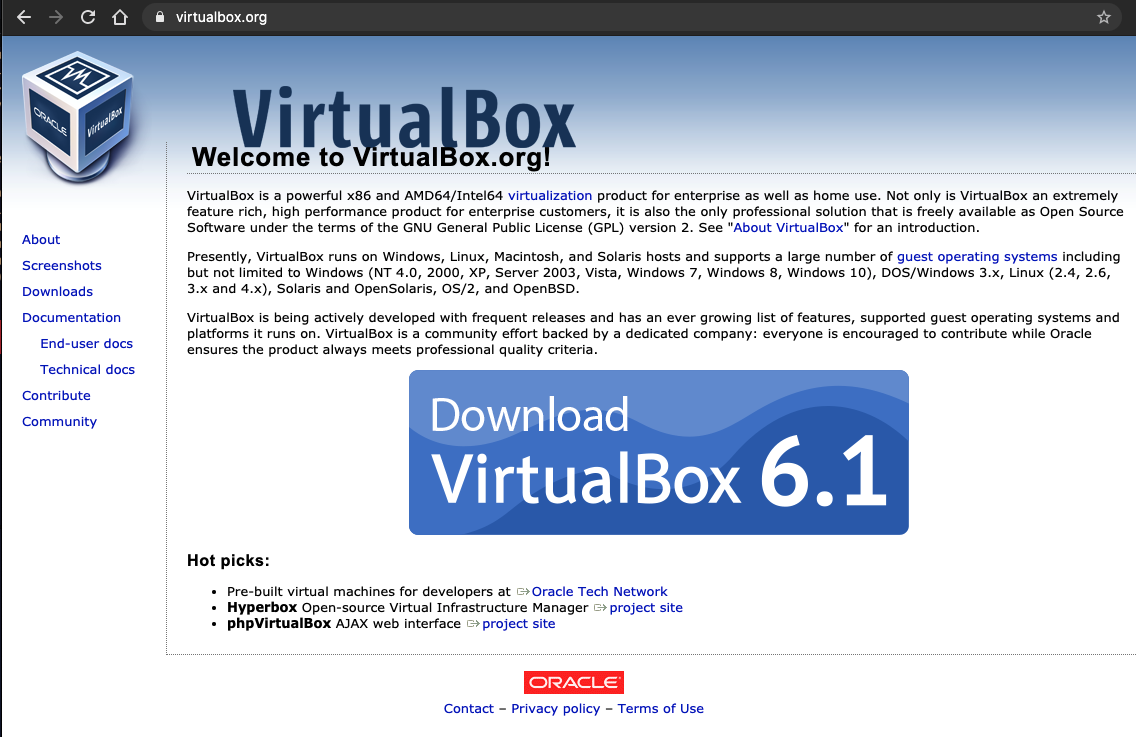 virtualbox.org
ORACLE
VirtualBox
VirtualBox
Welcome to VirtualBox.org!
VirtualBox is a powerful x86 and AMD64/Intel64 virtualization product for enterprise as well as home use. Not only is VirtualBox an extremely
feature rich, high performance product for enterprise customers, it is also the only professional solution that is freely available as Open Source
Software under the terms of the GNU General Public License (GPL) version 2. See "About VirtualBox" for an introduction.
Presently, VirtualBox runs on Windows, Linux, Macintosh, and Solaris hosts and supports a large number of guest operating systems including
but not limited to Windows (NT 4.0, 2000, XP, Server 2003, Vista, Windows 7, Windows 8, Windows 10), DOS/Windows 3.x, Linux (2.4, 2.6,
3.x and 4.x), Solaris and OpenSolaris, OS/2, and OpenBSD.
VirtualBox is being actively developed with frequent releases and has an ever growing list of features, supported guest operating systems and
platforms it runs on. VirtualBox is a community effort backed by a dedicated company: everyone is encouraged to contribute while Oracle
ensures the product always meets professional quality criteria.
About
Screenshots
Downloads
Documentation
End-user docs
Technical docs
Contribute
Community
Download
VirtualBox 6.1
Hot picks:
• Pre-built virtual machines for developers at Oracle Tech Network
• Hyperbox Open-source Virtual Infrastructure Manager project site
• phpVirtualBox AJAX web interface project site
ORACLE
Contact – Privacy policy – Terms of Use